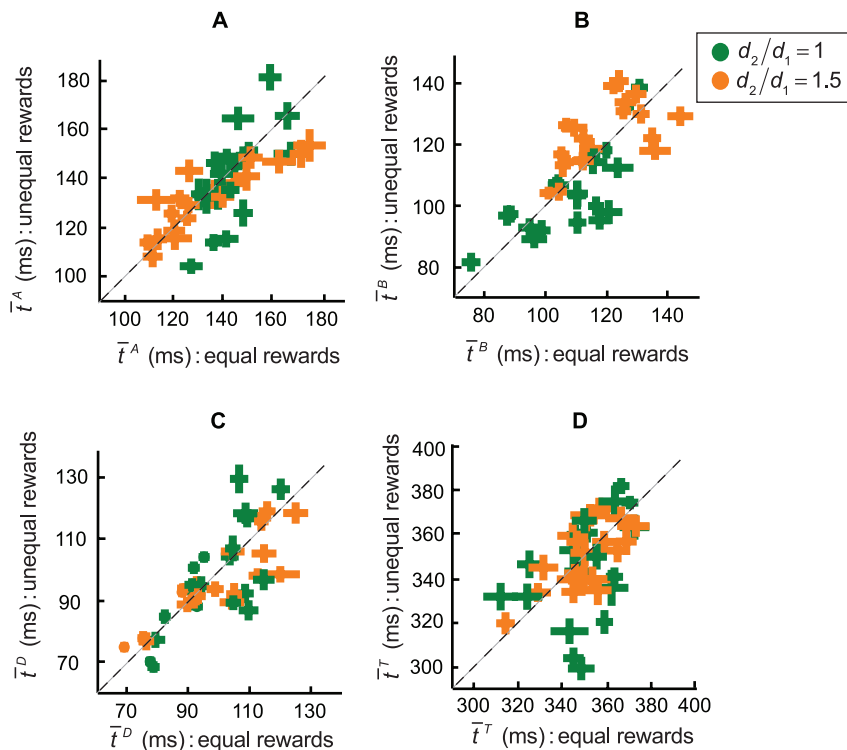 A
B
d₂/d₁ = 1
d₂/d₁ = 1.5
180
160
140
120
100
t̄ᴬ (ms) : unequal rewards
100 120 140 160 180
t̄ᴬ (ms) : equal rewards
140
120
100
80
t̄ᴮ (ms) : unequal rewards
80 100 120 140
t̄ᴮ (ms) : equal rewards
C
D
130
110
90
70
t̄ᴰ (ms) : unequal rewards
70 90 110 130
t̄ᴰ (ms) : equal rewards
400
380
360
340
320
300
t̄ᵀ (ms) : unequal rewards
300 320 340 360 380 400
t̄ᵀ (ms) : equal rewards